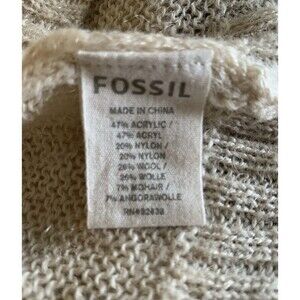 FOSSIL
MADE IN CHINA
47% ACRYLIC /
47% ACRYL
20% NYLON /
20% NYLON
26% WOOL /
26% WOLLE
7% MOHAIR /
7% ANGORAWOLLE